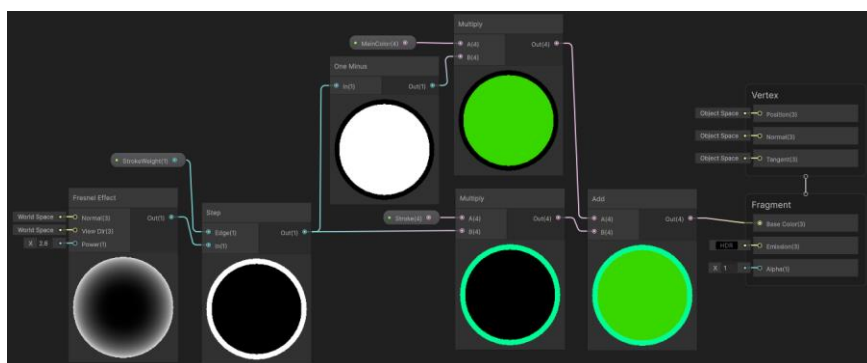 Multiply
MainColor(4)
A(4)
Out(4)
B(4)
One Minus
In(1)
Out(1)
Vertex
Object Space
Position(3)
Object Space
Normal(3)
Object Space
Tangent(3)
StrokeWeight(1)
Fresnel Effect
World Space
Normal(3)
Out(1)
World Space
View Dir(3)
X 2.8
Power(1)
Step
Edge(1)
Out(1)
In(1)
Multiply
Stroke(4)
A(4)
Out(4)
B(4)
Add
A(4)
Out(4)
B(4)
Fragment
Base Color(3)
HDR
Emission(3)
X 1
Alpha(1)